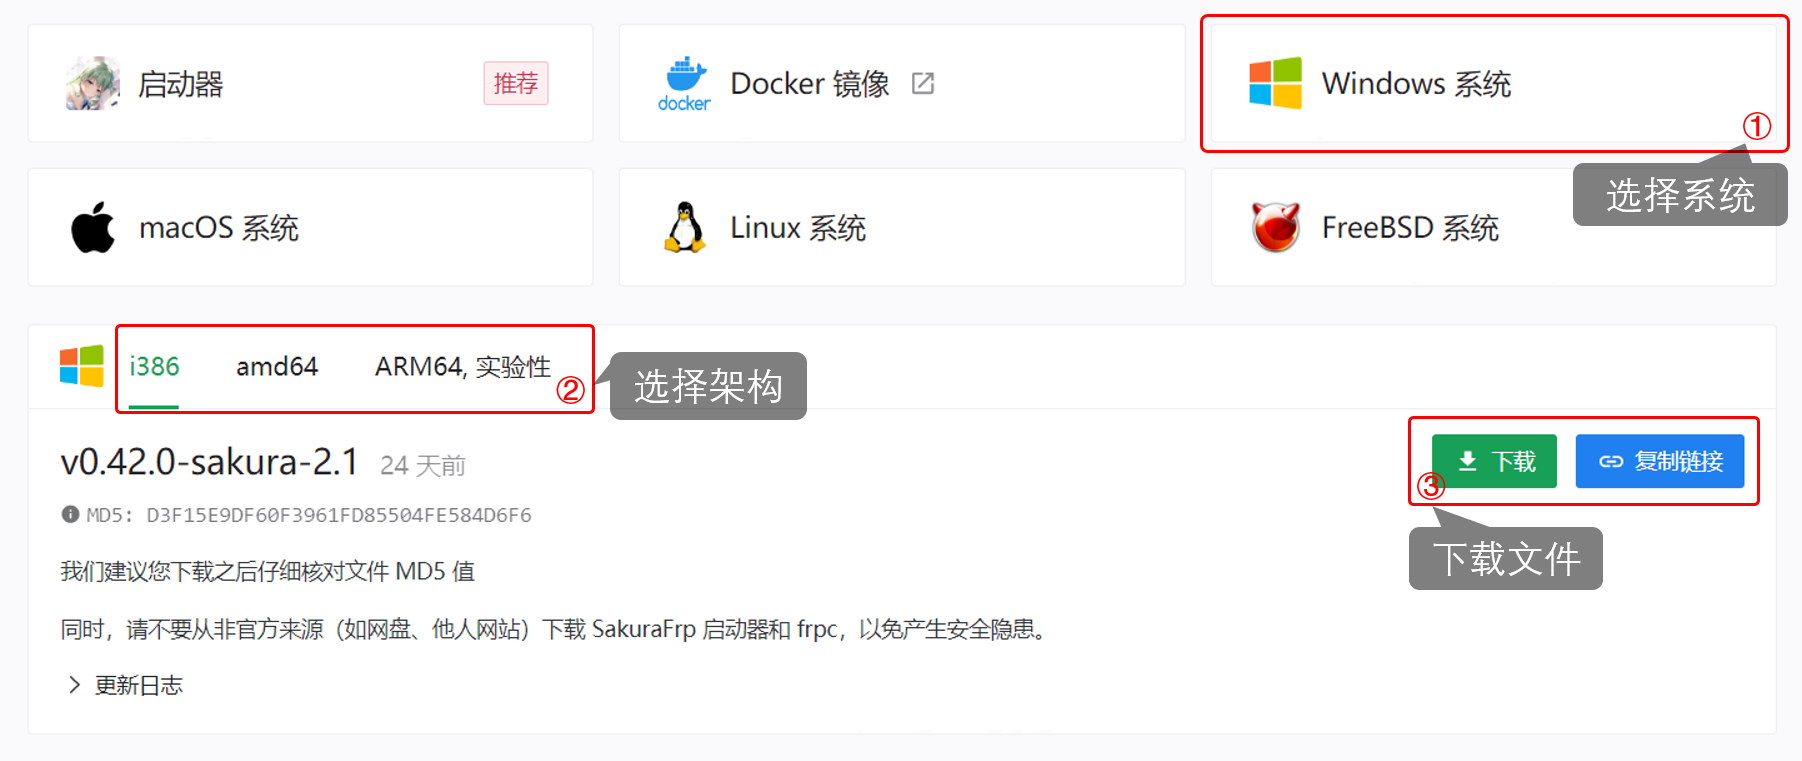 启动器
推荐
docker
Docker 镜像
Windows 系统
①
选择系统
macOS 系统
Linux 系统
FreeBSD 系统
i386
amd64
ARM64, 实验性
②
选择架构
v0.42.0-sakura-2.1 24 天前
MD5: D3F15E9DF60F3961FD85504FE584D6F6
下载
复制链接
③
下载文件
我们建议您下载之后仔细核对文件 MD5 值
同时，请不要从非官方来源（如网盘、他人网站）下载 SakuraFrp 启动器和 frpc，以免产生安全隐患。
更新日志